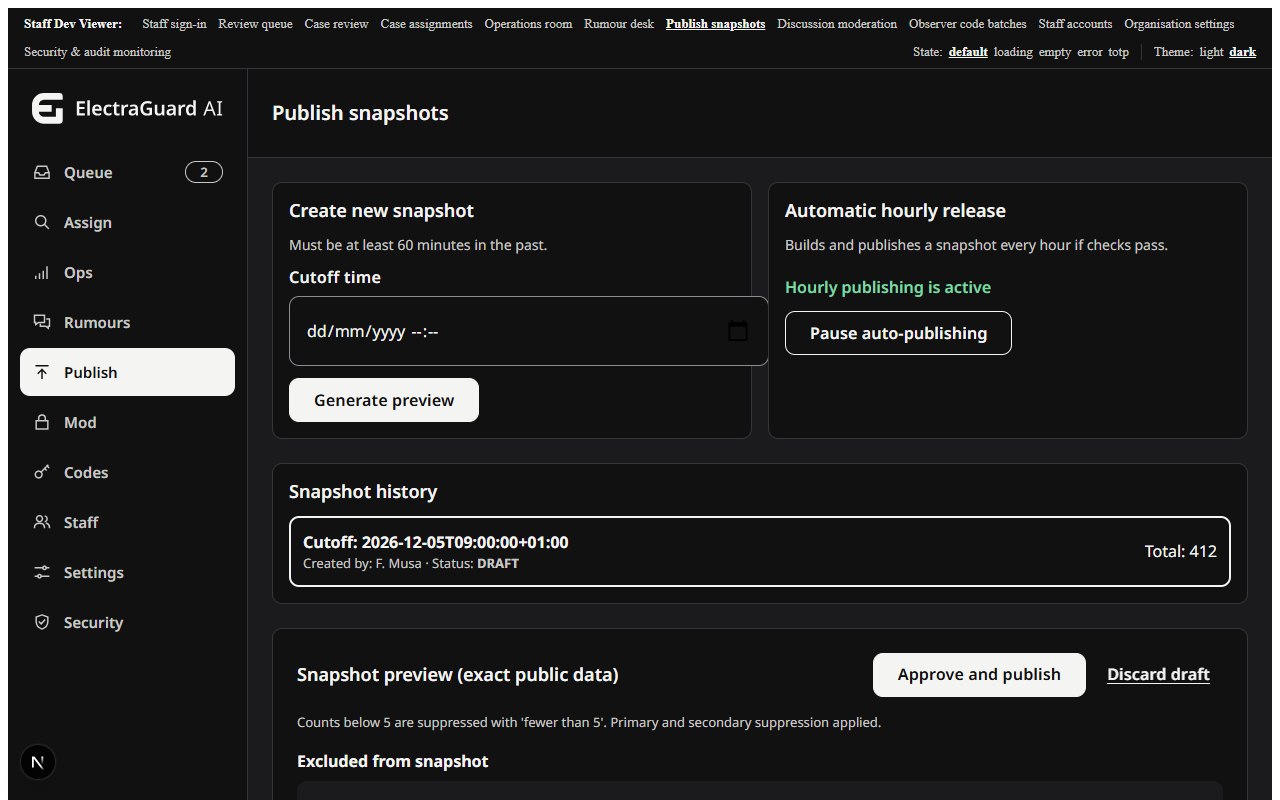 Staff Dev Viewer: Staff sign-in Review queue Case review Case assignments Operations room Rumour desk Publish snapshots Discussion moderation Observer code batches Staff accounts Organisation settings
Security & audit monitoring State: default loading empty error totp Theme: light dark
ElectraGuard AI
Publish snapshots
Queue 2
Assign
Ops
Rumours
Publish
Mod
Codes
Staff
Settings
Security
N
Create new snapshot
Must be at least 60 minutes in the past.
Cutoff time
dd/mm/yyyy --:--
Generate preview
Automatic hourly release
Builds and publishes a snapshot every hour if checks pass.
Hourly publishing is active
Pause auto-publishing
Snapshot history
Cutoff: 2026-12-05T09:00:00+01:00
Created by: F. Musa · Status: DRAFT
Total: 412
Snapshot preview (exact public data)
Approve and publish
Discard draft
Counts below 5 are suppressed with 'fewer than 5'. Primary and secondary suppression applied.
Excluded from snapshot